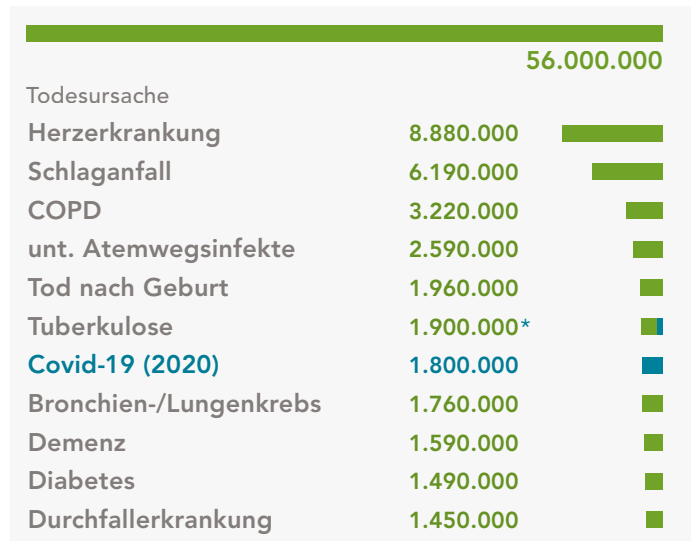 56.000.000
Todesursache
Herzerkrankung 8.880.000
Schlaganfall 6.190.000
COPD 3.220.000
unt. Atemwegsinfekte 2.590.000
Tod nach Geburt 1.960.000
Tuberkulose 1.900.000*
Covid-19 (2020) 1.800.000
Bronchien-/Lungenkrebs 1.760.000
Demenz 1.590.000
Diabetes 1.490.000
Durchfallerkrankung 1.450.000